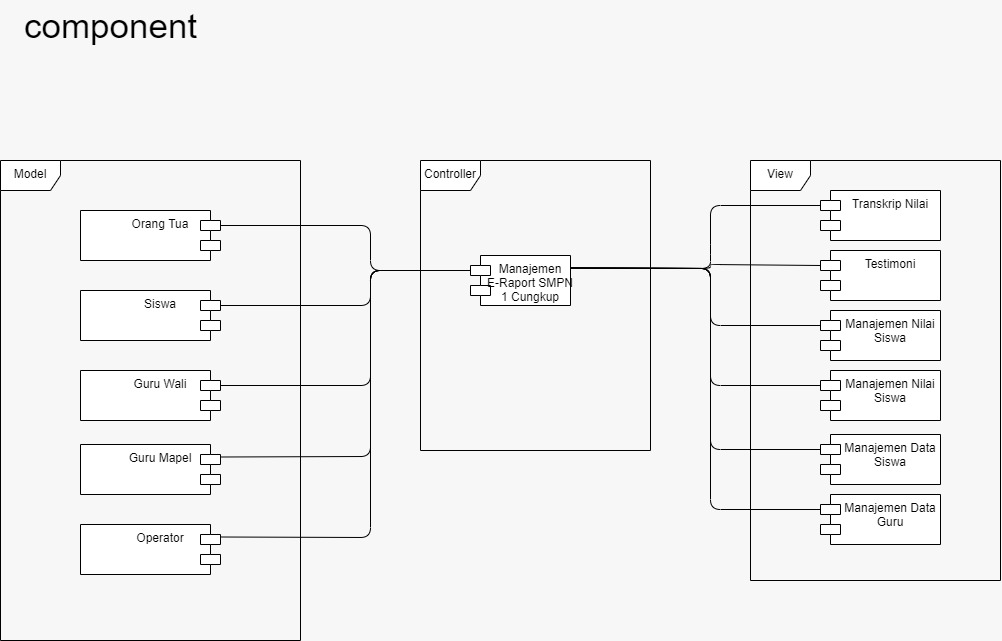 component
Model
Orang Tua
Siswa
Guru Wali
Guru Mapel
Operator
Controller
Manajemen
E-Raport SMPN
1 Cungkup
View
Transkrip Nilai
Testimoni
Manajemen Nilai
Siswa
Manajemen Nilai
Siswa
Manajemen Data
Siswa
Manajemen Data
Guru